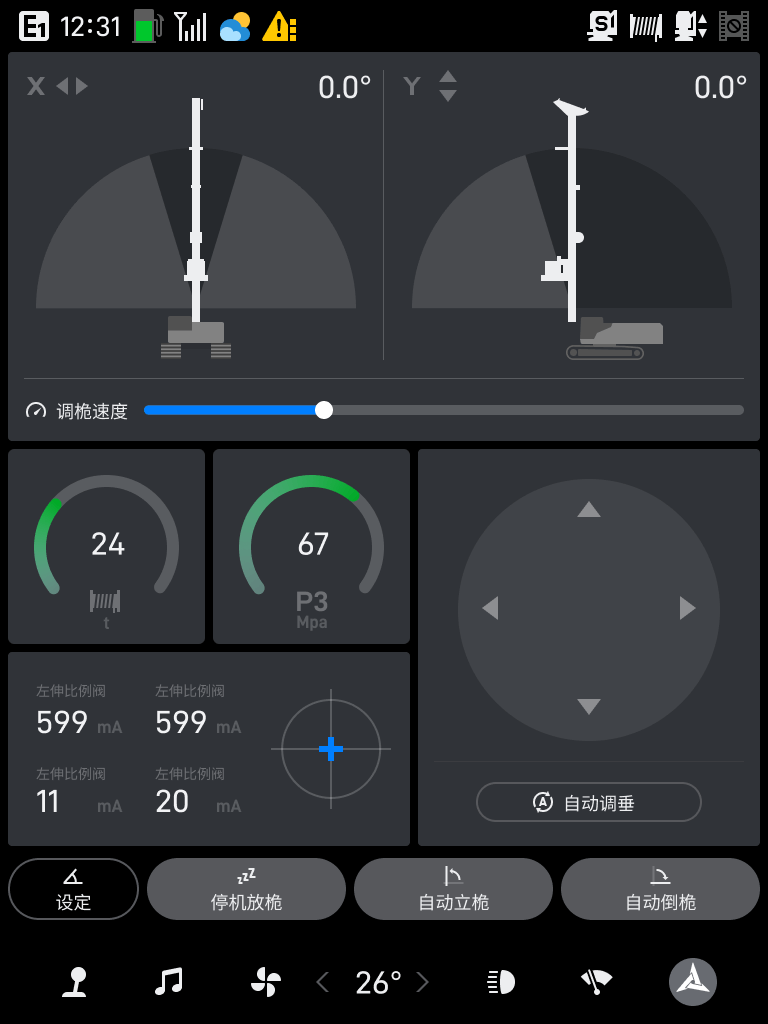 E1 12:31 S1
X 0.0° Y 0.0°
调桅速度
24
t
67
P3
Mpa
左伸比例阀 左伸比例阀
599 mA 599 mA
左伸比例阀 左伸比例阀
11 mA 20 mA
A 自动调垂
zzZ
设定 停机放桅 自动立桅 自动倒桅
26°